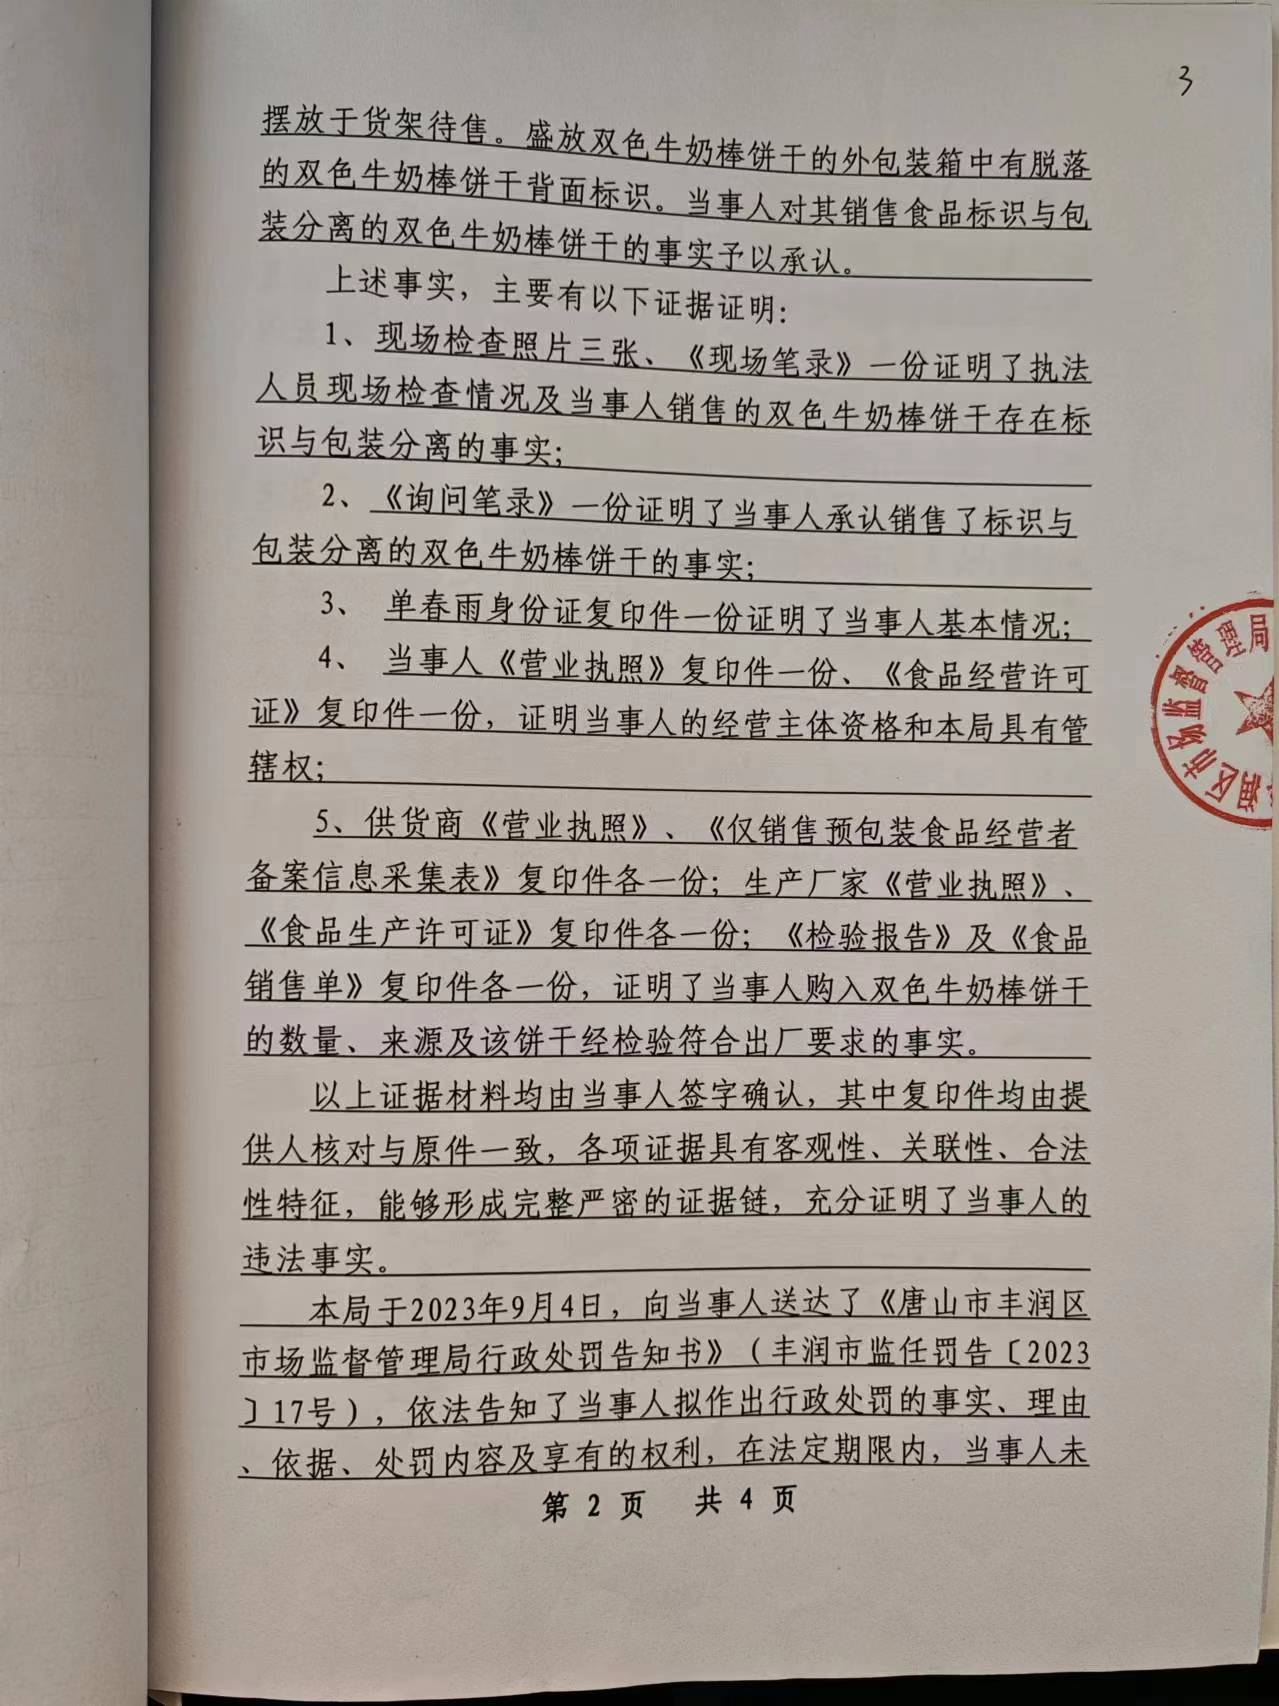 3
摆放于货架待售。盛放双色牛奶棒饼干的外包装箱中有脱落
的双色牛奶棒饼干背面标识。当事人对其销售食品标识与包
装分离的双色牛奶棒饼干的事实予以承认。
上述事实，主要有以下证据证明：
1、现场检查照片三张、《现场笔录》一份证明了执法
人员现场检查情况及当事人销售的双色牛奶棒饼干存在标
识与包装分离的事实；
2、《询问笔录》一份证明了当事人承认销售了标识与
包装分离的双色牛奶棒饼干的事实；
3、 单春雨身份证复印件一份证明了当事人基本情况；
4、 当事人《营业执照》复印件一份、《食品经营许可
证》复印件一份，证明当事人的经营主体资格和本局具有管
辖权；
5、供货商《营业执照》、《仅销售预包装食品经营者
备案信息采集表》复印件各一份；生产厂家《营业执照》、
《食品生产许可证》复印件各一份；《检验报告》及《食品
销售单》复印件各一份，证明了当事人购入双色牛奶棒饼干
的数量、来源及该饼干经检验符合出厂要求的事实。
以上证据材料均由当事人签字确认，其中复印件均由提
供人核对与原件一致，各项证据具有客观性、关联性、合法
性特征，能够形成完整严密的证据链，充分证明了当事人的
违法事实。
本局于2023年9月4日，向当事人送达了《唐山市丰润区
市场监督管理局行政处罚告知书》（丰润市监任罚告〔2023
〕17号），依法告知了当事人拟作出行政处罚的事实、理由
、依据、处罚内容及享有的权利，在法定期限内，当事人未
第 2 页 共 4 页
润区市场监督管理局